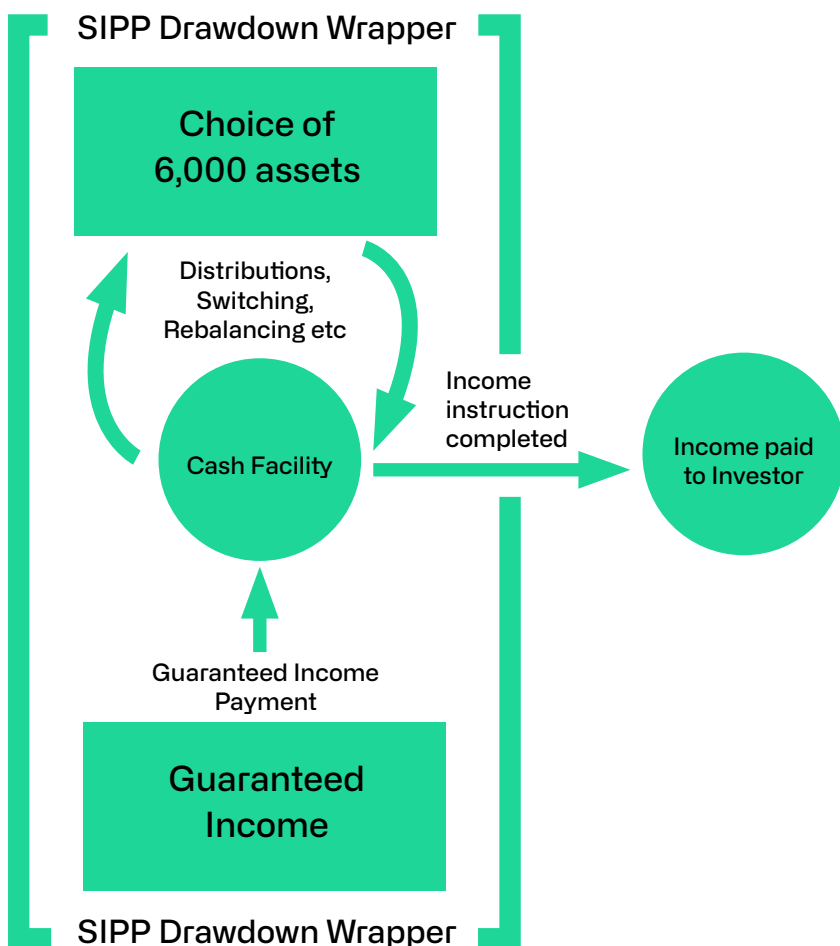 SIPP Drawdown Wrapper
Choice of
6,000 assets
Distributions,
Switching,
Rebalancing etc
Income
instruction
completed
Cash Facility
Income paid
to Investor
Guaranteed Income
Payment
Guaranteed
Income
SIPP Drawdown Wrapper